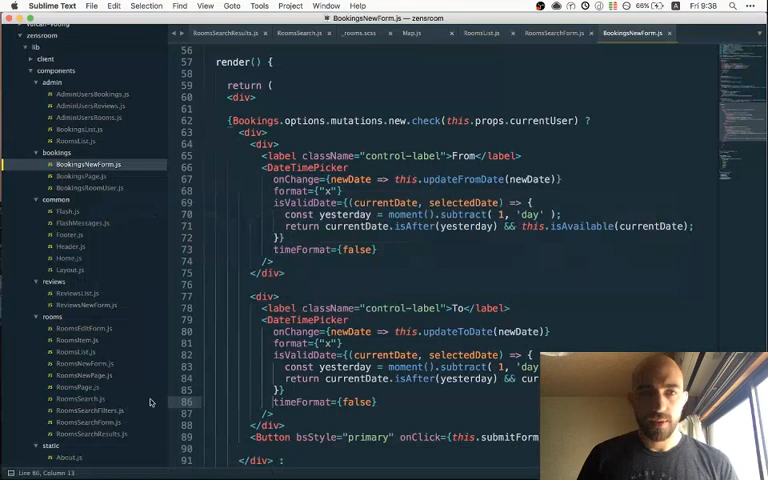 Sublime Text File Edit Selection Find View Goto Tools Project Window Help 66% Fri 9:38
BookingsNewForm.js — zensroom
RoomsSearchResults.js RoomsSearch.js _rooms.scss Map.js RoomsList.js RoomsSearchForm.js BookingsNewForm.js
zensroom
lib
client
components
admin
AdminUsersBookings.js
AdminUsersReviews.js
AdminUsersRooms.js
BookingsList.js
RoomsList.js
bookings
BookingsNewForm.js
BookingsPage.js
BookingsRoomUser.js
common
Flash.js
FlashMessages.js
Footer.js
Header.js
Home.js
Layout.js
reviews
ReviewsList.js
ReviewsNewForm.js
rooms
RoomsEditForm.js
RoomsItem.js
RoomsList.js
RoomsNewForm.js
RoomsNewPage.js
RoomsPage.js
RoomsSearch.js
RoomsSearchFilters.js
RoomsSearchForm.js
RoomsSearchResults.js
static
About.js
56
57 render() {
58
59 return (
60 <div>
61
62 {Bookings.options.mutations.new.check(this.props.currentUser) ?
63 <div>
64 <div>
65 <label className="control-label">From</label>
66 <DateTimePicker
67 onChange={newDate => this.updateFromDate(newDate)}
68 format={"x"}
69 isValidDate={(currentDate, selectedDate) => {
70 const yesterday = moment().subtract( 1, 'day' );
71 return currentDate.isAfter(yesterday) && this.isAvailable(currentDate);
72 }}
73 timeFormat={false}
74 />
75 </div>
76
77 <div>
78 <label className="control-label">To</label>
79 <DateTimePicker
80 onChange={newDate => this.updateToDate(newDate)}
81 format={"x"}
82 isValidDate={(currentDate, selectedDate) => {
83 const yesterday = moment().subtract( 1, 'd
84 return currentDate.isAfter(yesterday) && cur
85 }}
86 timeFormat={false}
87 />
88 </div>
89 <Button bsStyle="primary" onClick={this.submitForm
90
91 </div> :
Line 86, Column 13